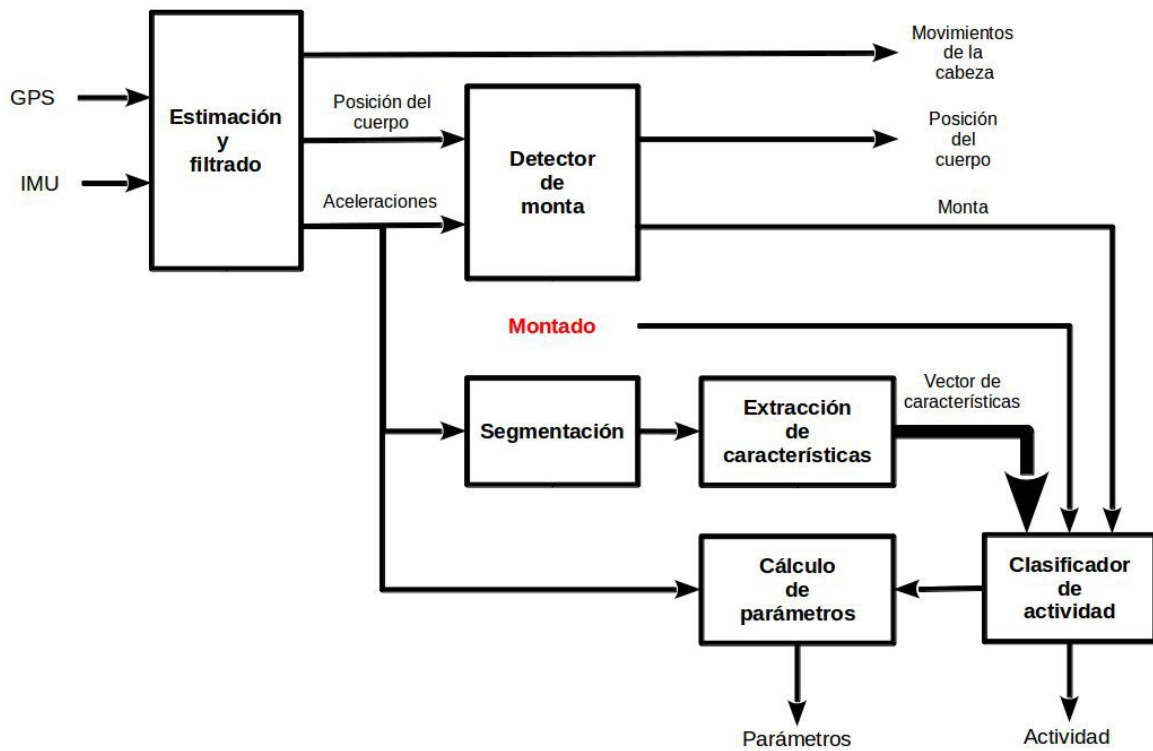 Movimientos
de la
cabeza
GPS
Estimación
y
filtrado
Posición del
cuerpo
Detector
de
monta
Posición
del
cuerpo
IMU
Aceleraciones
Monta
Montado
Segmentación
Extracción
de
características
Vector de
características
Cálculo
de
parámetros
Clasificador
de
actividad
Parámetros
Actividad